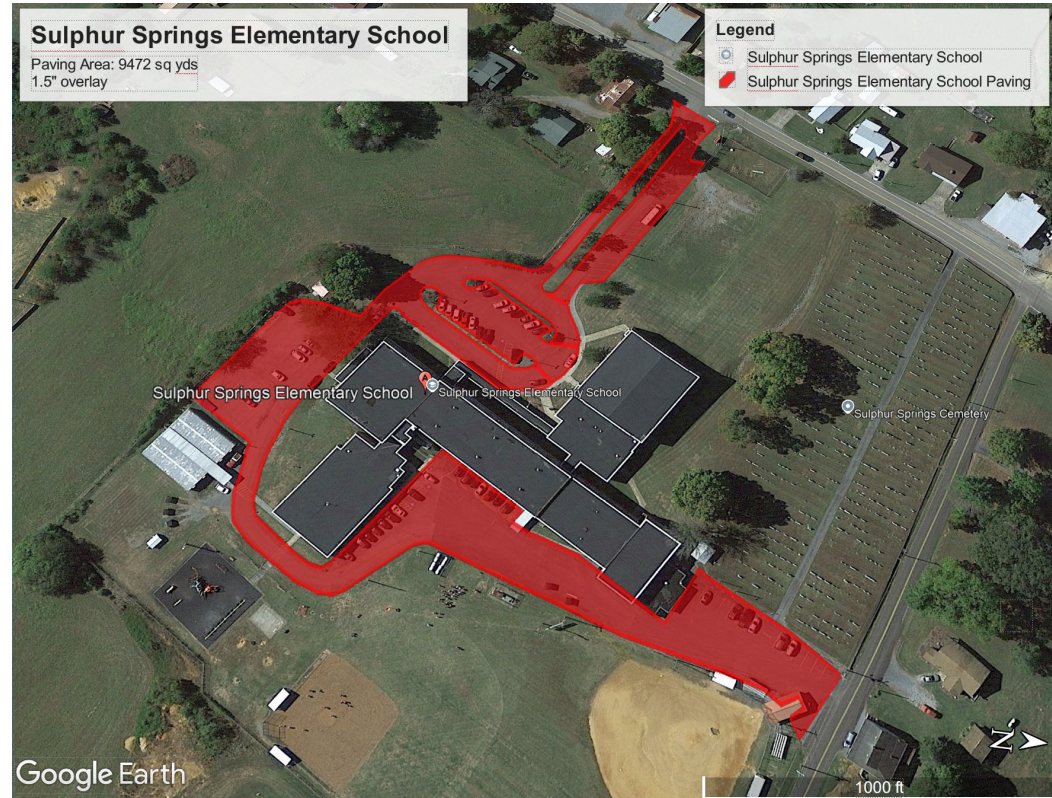 Sulphur Springs Elementary School
Paving Area: 9472 sq yds
1.5" overlay
Legend
Sulphur Springs Elementary School
Sulphur Springs Elementary School Paving
Sulphur Springs Elementary School
Sulphur Springs Elementary School
Sulphur Springs Cemetery
N
Google Earth
1000 ft